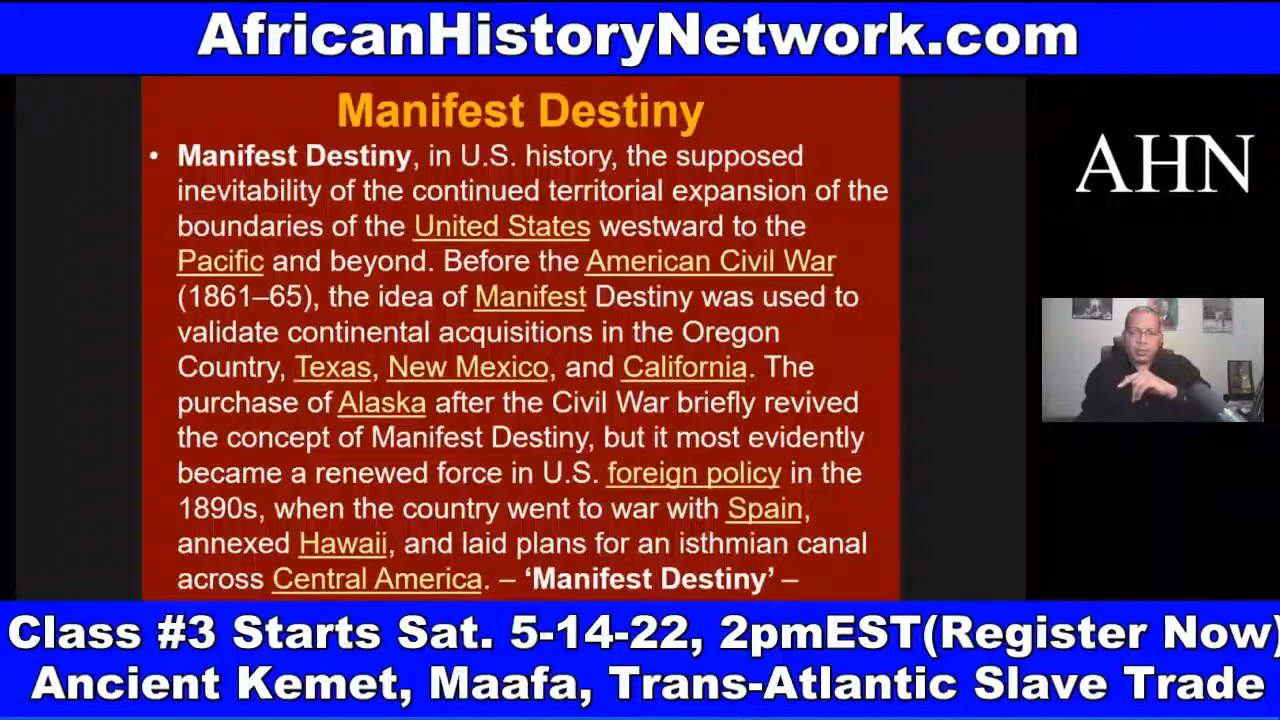 AfricanHistoryNetwork.com
Manifest Destiny
• Manifest Destiny, in U.S. history, the supposed
inevitability of the continued territorial expansion of the
boundaries of the United States westward to the
Pacific and beyond. Before the American Civil War
(1861–65), the idea of Manifest Destiny was used to
validate continental acquisitions in the Oregon
Country, Texas, New Mexico, and California. The
purchase of Alaska after the Civil War briefly revived
the concept of Manifest Destiny, but it most evidently
became a renewed force in U.S. foreign policy in the
1890s, when the country went to war with Spain,
annexed Hawaii, and laid plans for an isthmian canal
across Central America. – ‘Manifest Destiny’ –
AHN
Class #3 Starts Sat. 5-14-22, 2pmEST(Register Now)
Ancient Kemet, Maafa, Trans-Atlantic Slave Trade